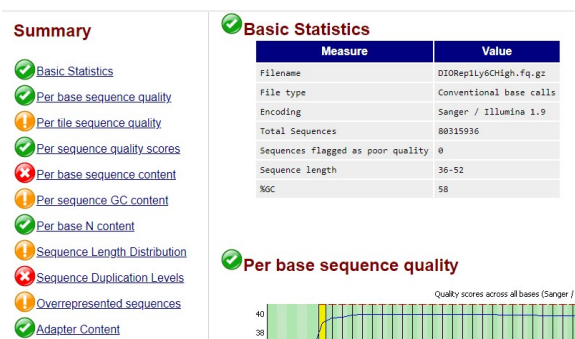 Summary
Basic Statistics
Per base sequence quality
Per tile sequence quality
Per sequence quality scores
Per base sequence content
Per sequence GC content
Per base N content
Sequence Length Distribution
Sequence Duplication Levels
Overrepresented sequences
Adapter Content
Basic Statistics
Measure Value
Filename DIORep1Ly6CHigh.fq.gz
File type Conventional base calls
Encoding Sanger / Illumina 1.9
Total Sequences 80315936
Sequences flagged as poor quality 0
Sequence length 36-52
%GC 58
Per base sequence quality
Quality scores across all bases (Sanger /
40
38